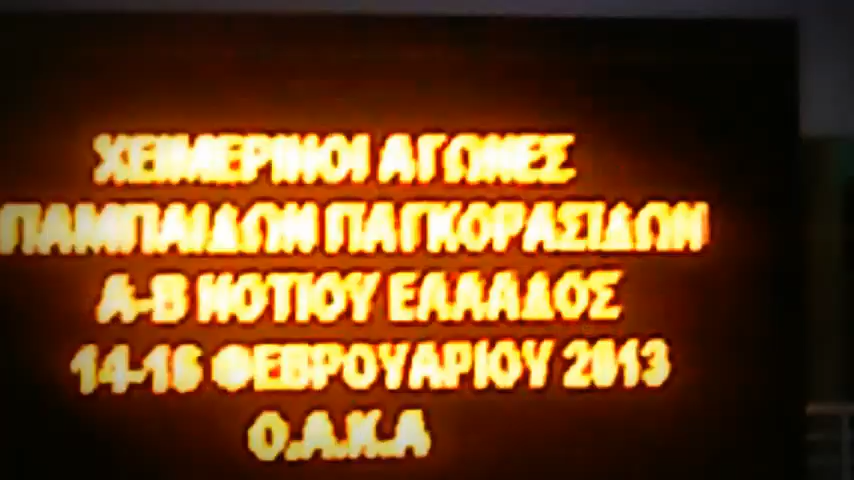 ΧΕΙΜΕΡΙΝΟΙ ΑΓΩΝΕΣ
ΠΑΜΠΑΙΔΩΝ ΠΑΓΚΟΡΑΣΙΔΩΝ
Α-Β ΝΟΤΙΟΥ ΕΛΛΑΔΟΣ
14-16 ΦΕΒΡΟΥΑΡΙΟΥ 2013
Ο.Α.Κ.Α